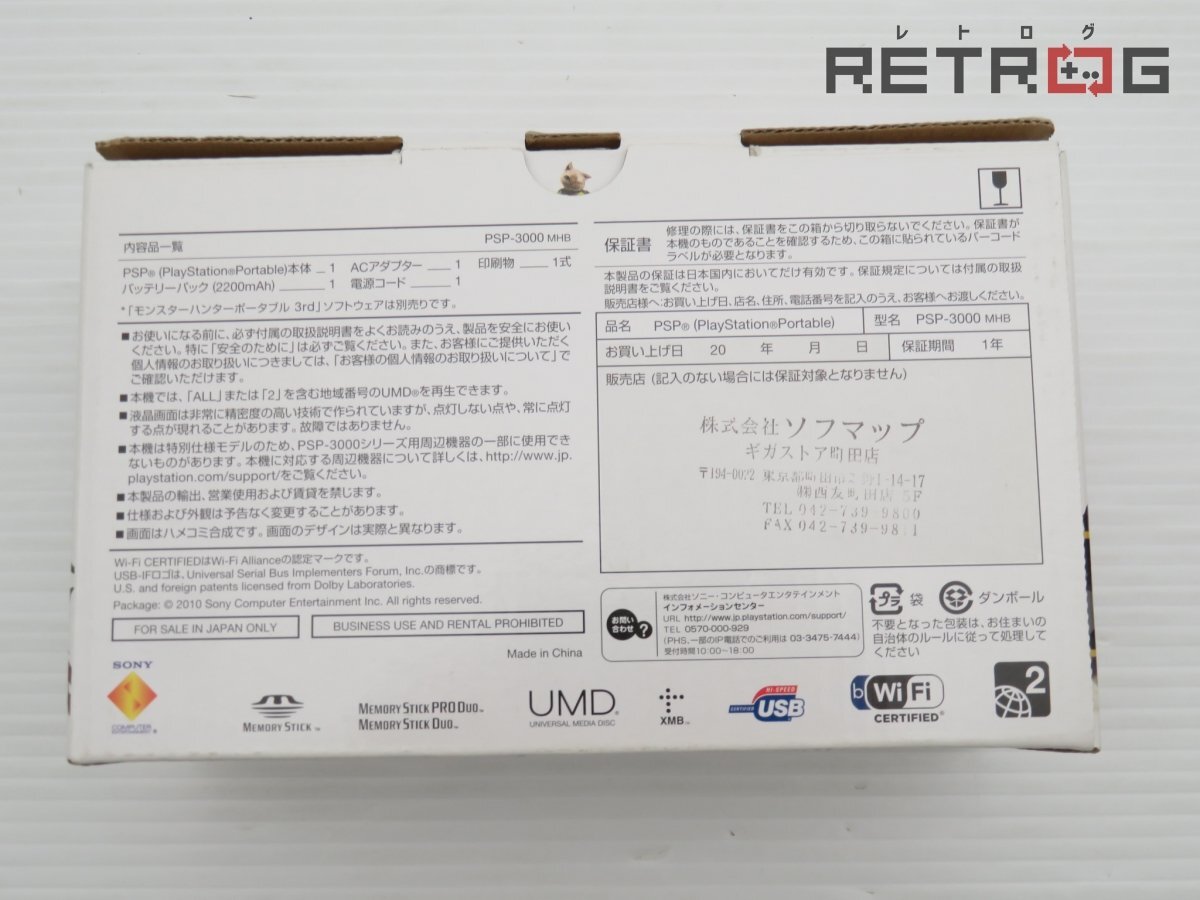 レトログ
RETROG
内容品一覧 PSP-3000 MHB
PSP® (PlayStation®Portable)本体 1 ACアダプター 1 印刷物 1式
バッテリーパック (2200mAh) 1 電源コード 1
*「モンスターハンターポータブル 3rd」ソフトウェアは別売りです。
■お使いになる前に、必ず付属の取扱説明書をよくお読みのうえ、製品を安全にお使い
ください。特に「安全のために」は必ずご覧ください。また、お客様にご提供いただく
個人情報のお取り扱いにつきましては、「お客様の個人情報のお取り扱いについて」で
ご確認いただけます。
■本機では、「ALL」または「2」を含む地域番号のUMD®を再生できます。
■液晶画面は非常に精密度の高い技術で作られていますが、点灯しない点や、常に点灯
する点が現れることがあります。故障ではありません。
■本機は特別仕様モデルのため、PSP-3000シリーズ用周辺機器の一部に使用でき
ないものがあります。本機に対応する周辺機器について詳しくは、http://www.jp.
playstation.com/support/をご覧ください。
■本製品の輸出、営業使用および賃貸を禁じます。
■仕様および外観は予告なく変更することがあります。
■画面はハメコミ合成です。画面のデザインは実際と異なります。
Wi-Fi CERTIFIEDはWi-Fi Allianceの認定マークです。
USB-IFロゴは、Universal Serial Bus Implementers Forum, Inc.の商標です。
U.S. and foreign patents licensed from Dolby Laboratories.
Package: © 2010 Sony Computer Entertainment Inc. All rights reserved.
FOR SALE IN JAPAN ONLY
BUSINESS USE AND RENTAL PROHIBITED
Made in China
保証書
修理の際には、保証書をこの箱から切り取らないでください。保証書が
本機のものであることを確認するため、この箱に貼られているバーコード
ラベルが必要となります。
本製品の保証は日本国内においてだけ有効です。保証規定については付属の取扱
説明書をご覧ください。
販売店様へ:お買い上げ日、店名、住所、電話番号を記入のうえ、お客様へお渡しください。
品名 PSP® (PlayStation®Portable) 型名 PSP-3000 MHB
お買い上げ日 20 年 月 日 保証期間 1年
販売店 (記入のない場合には保証対象となりません)
株式会社ソフマップ
ギガストア町田店
〒194-0022 東京都町田市 1-14-17
㈱西友町田店 5F
TEL 042-739-9800
FAX 042-739-9811
お問い合わせ?
株式会社ソニー・コンピュータエンタテインメント
インフォメーションセンター
URL http://www.jp.playstation.com/support/
TEL 0570-000-929
(PHS、一部のIP電話でのご利用は 03-3475-7444)
受付時間10:00~18:00
プラ 袋 ダンボール
不要となった包装は、お住まいの
自治体のルールに従って処理して
ください
SONY
COMPUTER
ENTERTAINMENT®
MEMORY STICK™
MEMORY STICK PRO DUO™
MEMORY STICK DUO™
UMD®
UNIVERSAL MEDIA DISC
XMB™
HI-SPEED
CERTIFIED USB
b Wi Fi
CERTIFIED®
2